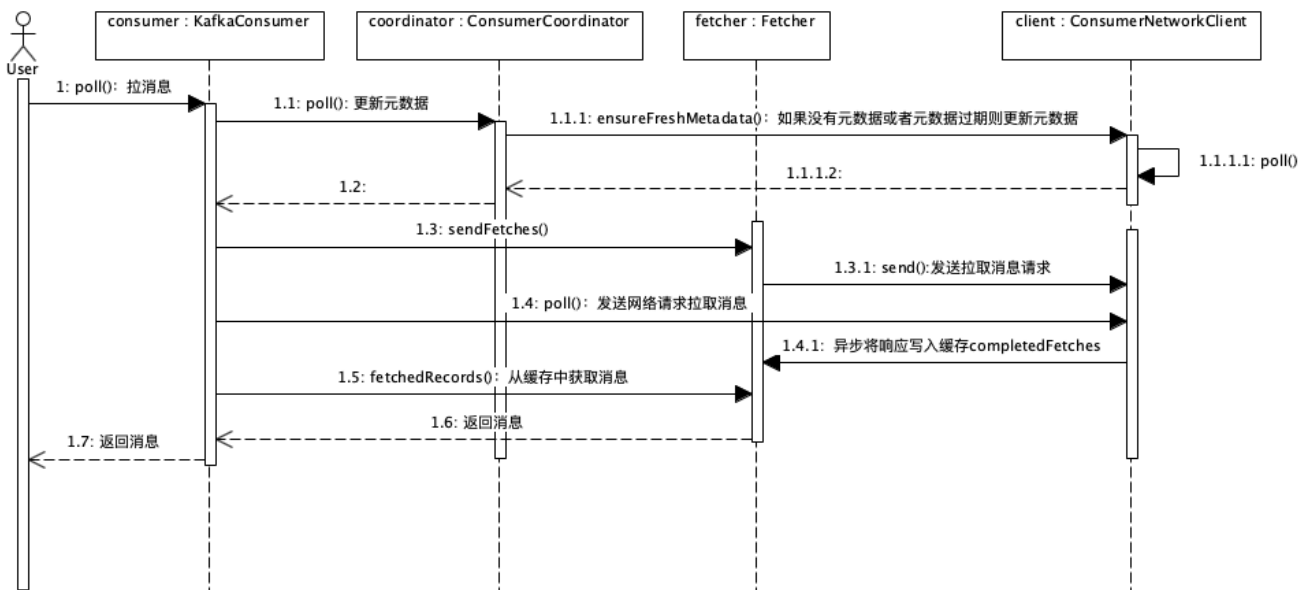 consumer : KafkaConsumer
coordinator : ConsumerCoordinator
fetcher : Fetcher
client : ConsumerNetworkClient
User
1: poll()：拉消息
1.1: poll(): 更新元数据
1.1.1: ensureFreshMetadata()：如果没有元数据或者元数据过期则更新元数据
1.1.1.1: poll()
1.1.1.2:
1.2:
1.3: sendFetches()
1.3.1: send():发送拉取消息请求
1.4: poll()：发送网络请求拉取消息
1.4.1: 异步将响应写入缓存completedFetches
1.5: fetchedRecords()：从缓存中获取消息
1.6: 返回消息
1.7: 返回消息